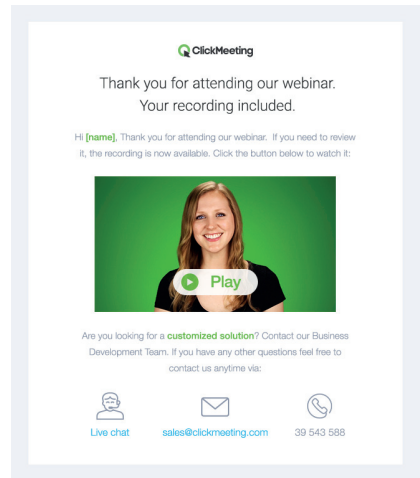 ClickMeeting
Thank you for attending our webinar.
Your recording included.
Hi [name], Thank you for attending our webinar. If you need to review
it, the recording is now available. Click the button below to watch it:
Play
Are you looking for a customized solution? Contact our Business
Development Team. If you have any other questions feel free to
contact us anytime via:
Live chat
sales@clickmeeting.com
39 543 588